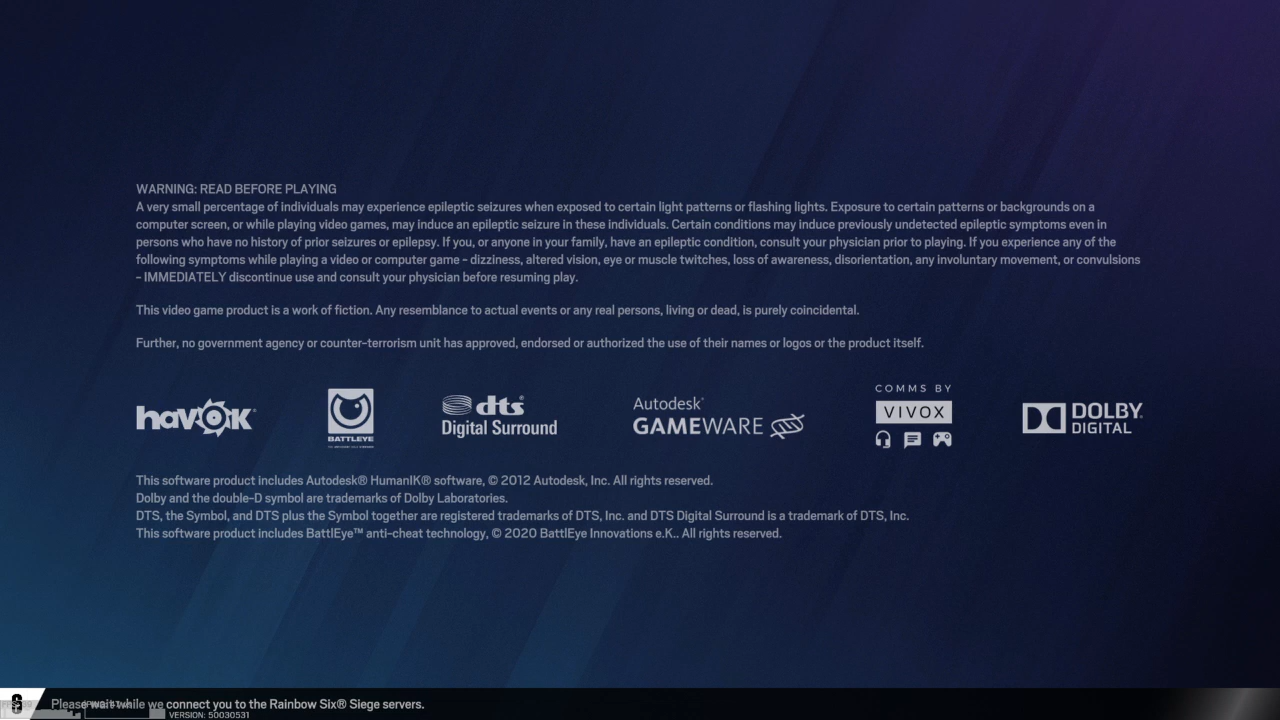 WARNING: READ BEFORE PLAYING
A very small percentage of individuals may experience epileptic seizures when exposed to certain light patterns or flashing lights. Exposure to certain patterns or backgrounds on a
computer screen, or while playing video games, may induce an epileptic seizure in these individuals. Certain conditions may induce previously undetected epileptic symptoms even in
persons who have no history of prior seizures or epilepsy. If you, or anyone in your family, have an epileptic condition, consult your physician prior to playing. If you experience any of the
following symptoms while playing a video or computer game - dizziness, altered vision, eye or muscle twitches, loss of awareness, disorientation, any involuntary movement, or convulsions
- IMMEDIATELY discontinue use and consult your physician before resuming play.
This video game product is a work of fiction. Any resemblance to actual events or any real persons, living or dead, is purely coincidental.
Further, no government agency or counter-terrorism unit has approved, endorsed or authorized the use of their names or logos or the product itself.
havok®
BATTLEYE
dts®
Digital Surround
Autodesk®
GAMEWARE
COMMS BY
VIVOX
DOLBY®
DIGITAL
This software product includes Autodesk® HumanIK® software, © 2012 Autodesk, Inc. All rights reserved.
Dolby and the double-D symbol are trademarks of Dolby Laboratories.
DTS, the Symbol, and DTS plus the Symbol together are registered trademarks of DTS, Inc. and DTS Digital Surround is a trademark of DTS, Inc.
This software product includes BattlEye™ anti-cheat technology, © 2020 BattlEye Innovations e.K.. All rights reserved.
6
Please wait while we connect you to the Rainbow Six® Siege servers.
VERSION: 50030531